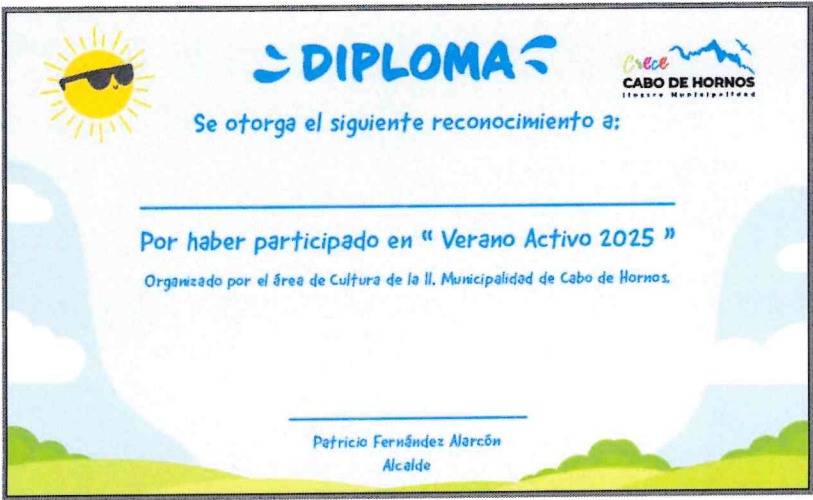 DIPLOMA
Crece
CABO DE HORNOS
Ilustre Municipalidad
Se otorga el siguiente reconocimiento a:
Por haber participado en “ Verano Activo 2025 ”
Organizado por el área de Cultura de la Il. Municipalidad de Cabo de Hornos.
Patricio Fernández Alarcón
Alcalde